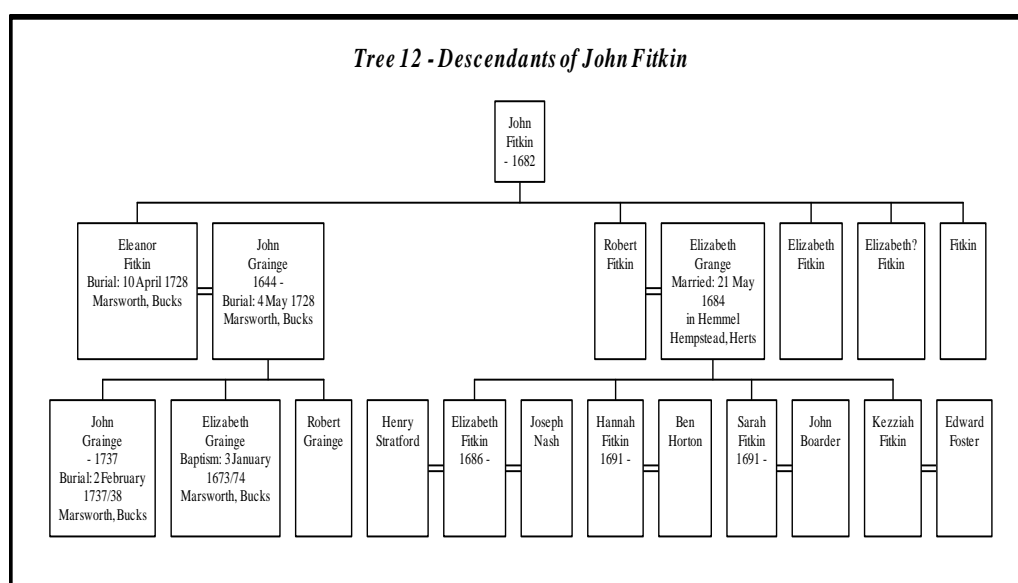 Tree 12 - Descendants of John Fitkin
John
Fitkin
- 1682
Eleanor
Fitkin
Burial: 10 April 1728
Marsworth, Bucks
John
Grainge
1644 -
Burial: 4 May 1728
Marsworth, Bucks
Robert
Fitkin
Elizabeth
Grange
Married: 21 May
1684
in Hemmel
Hempstead, Herts
Elizabeth
Fitkin
Elizabeth?
Fitkin
Fitkin
John
Grainge
- 1737
Burial: 2 February
1737/38
Marsworth, Bucks
Elizabeth
Grainge
Baptism: 3 January
1673/74
Marsworth, Bucks
Robert
Grainge
Henry
Stratford
Elizabeth
Fitkin
1686 -
Joseph
Nash
Hannah
Fitkin
1691 -
Ben
Horton
Sarah
Fitkin
1691 -
John
Boarder
Kezziah
Fitkin
Edward
Foster